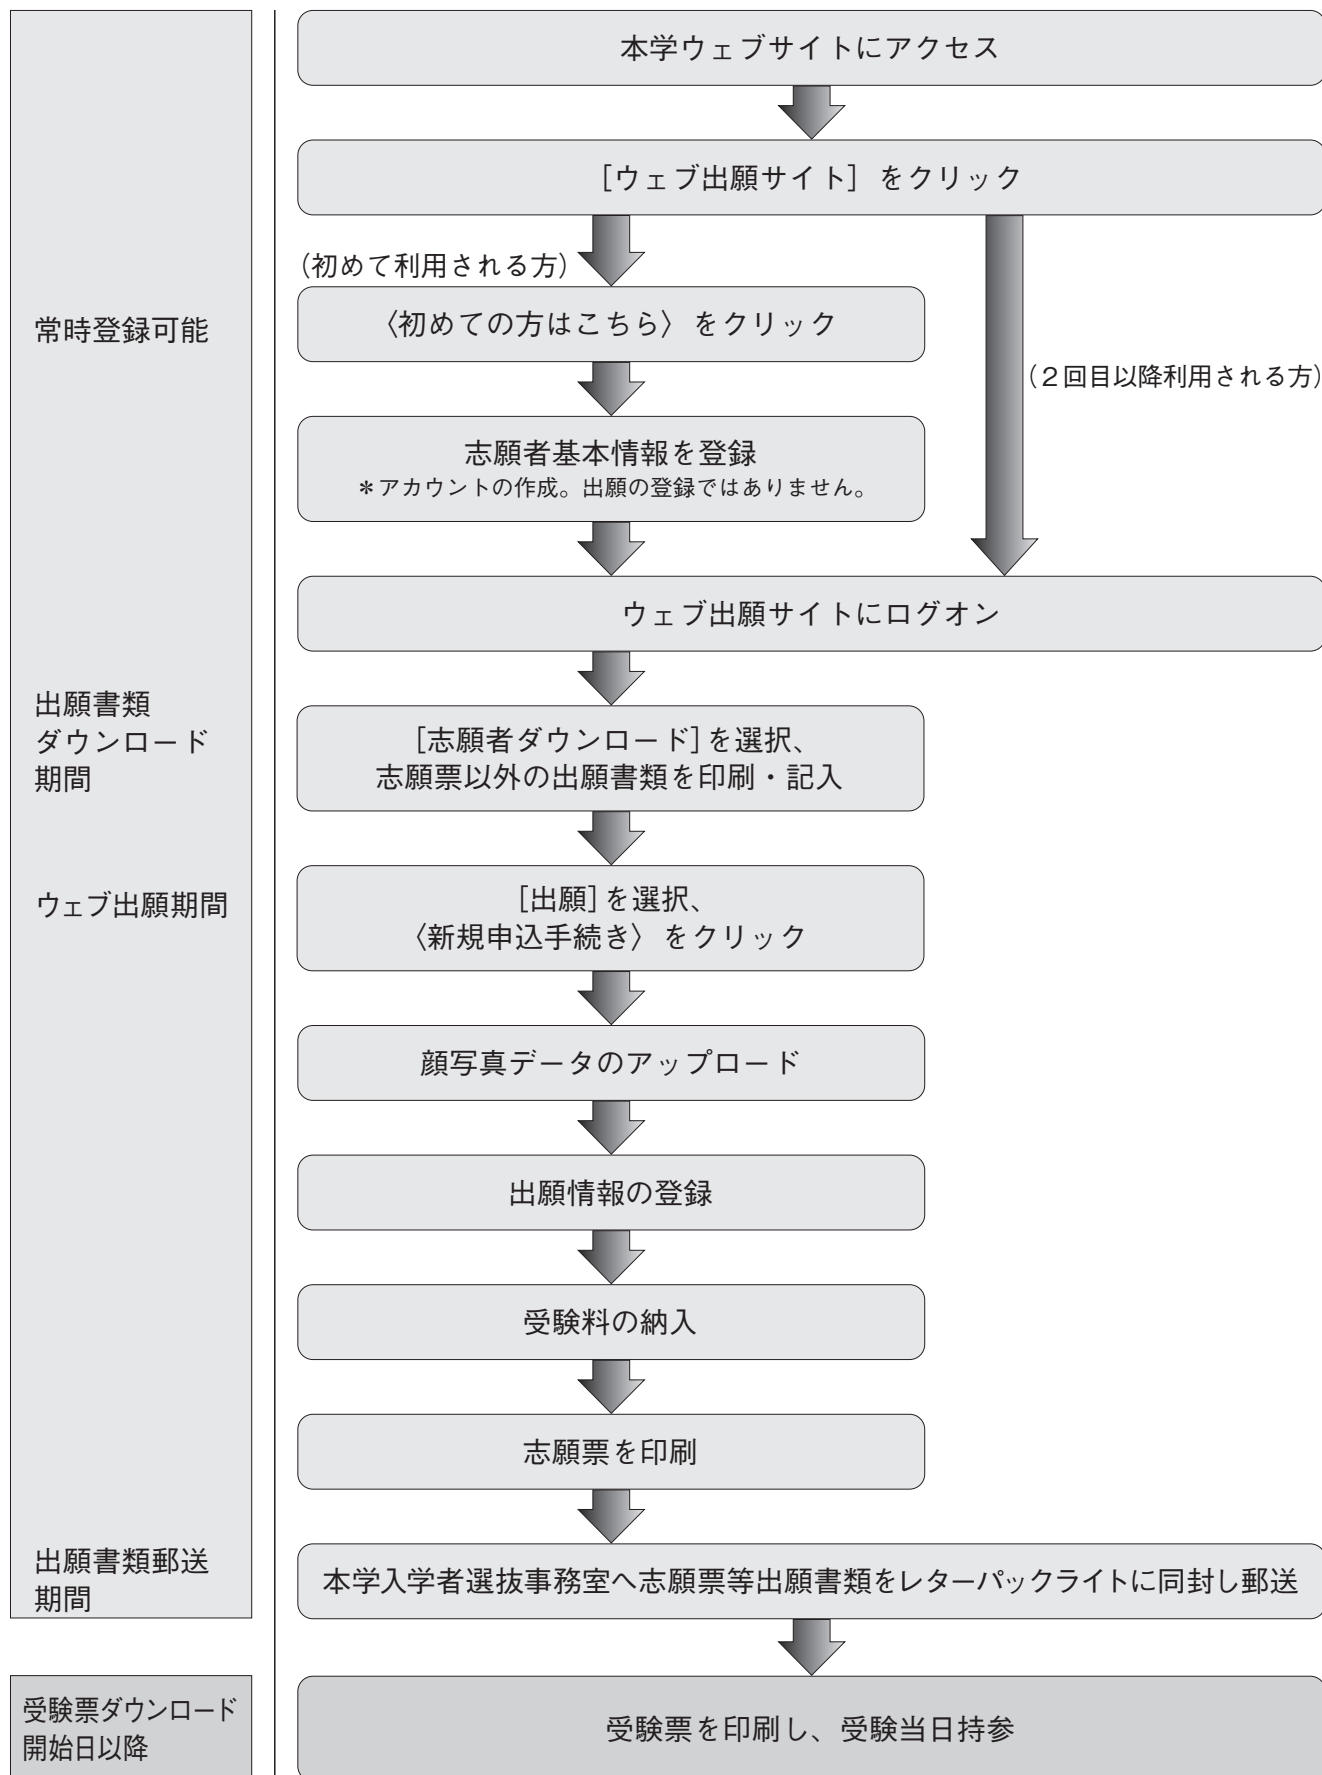 本学ウェブサイトにアクセス
［ウェブ出願サイト］をクリック
（初めて利用される方）
常時登録可能
〈初めての方はこちら〉をクリック
（２回目以降利用される方）
志願者基本情報を登録
＊アカウントの作成。出願の登録ではありません。
ウェブ出願サイトにログオン
出願書類
ダウンロード
期間
［志願者ダウンロード］を選択、
志願票以外の出願書類を印刷・記入
ウェブ出願期間
［出願］を選択、
〈新規申込手続き〉をクリック
顔写真データのアップロード
出願情報の登録
受験料の納入
志願票を印刷
出願書類郵送
期間
本学入学者選抜事務室へ志願票等出願書類をレターパックライトに同封し郵送
受験票ダウンロード
開始日以降
受験票を印刷し、受験当日持参